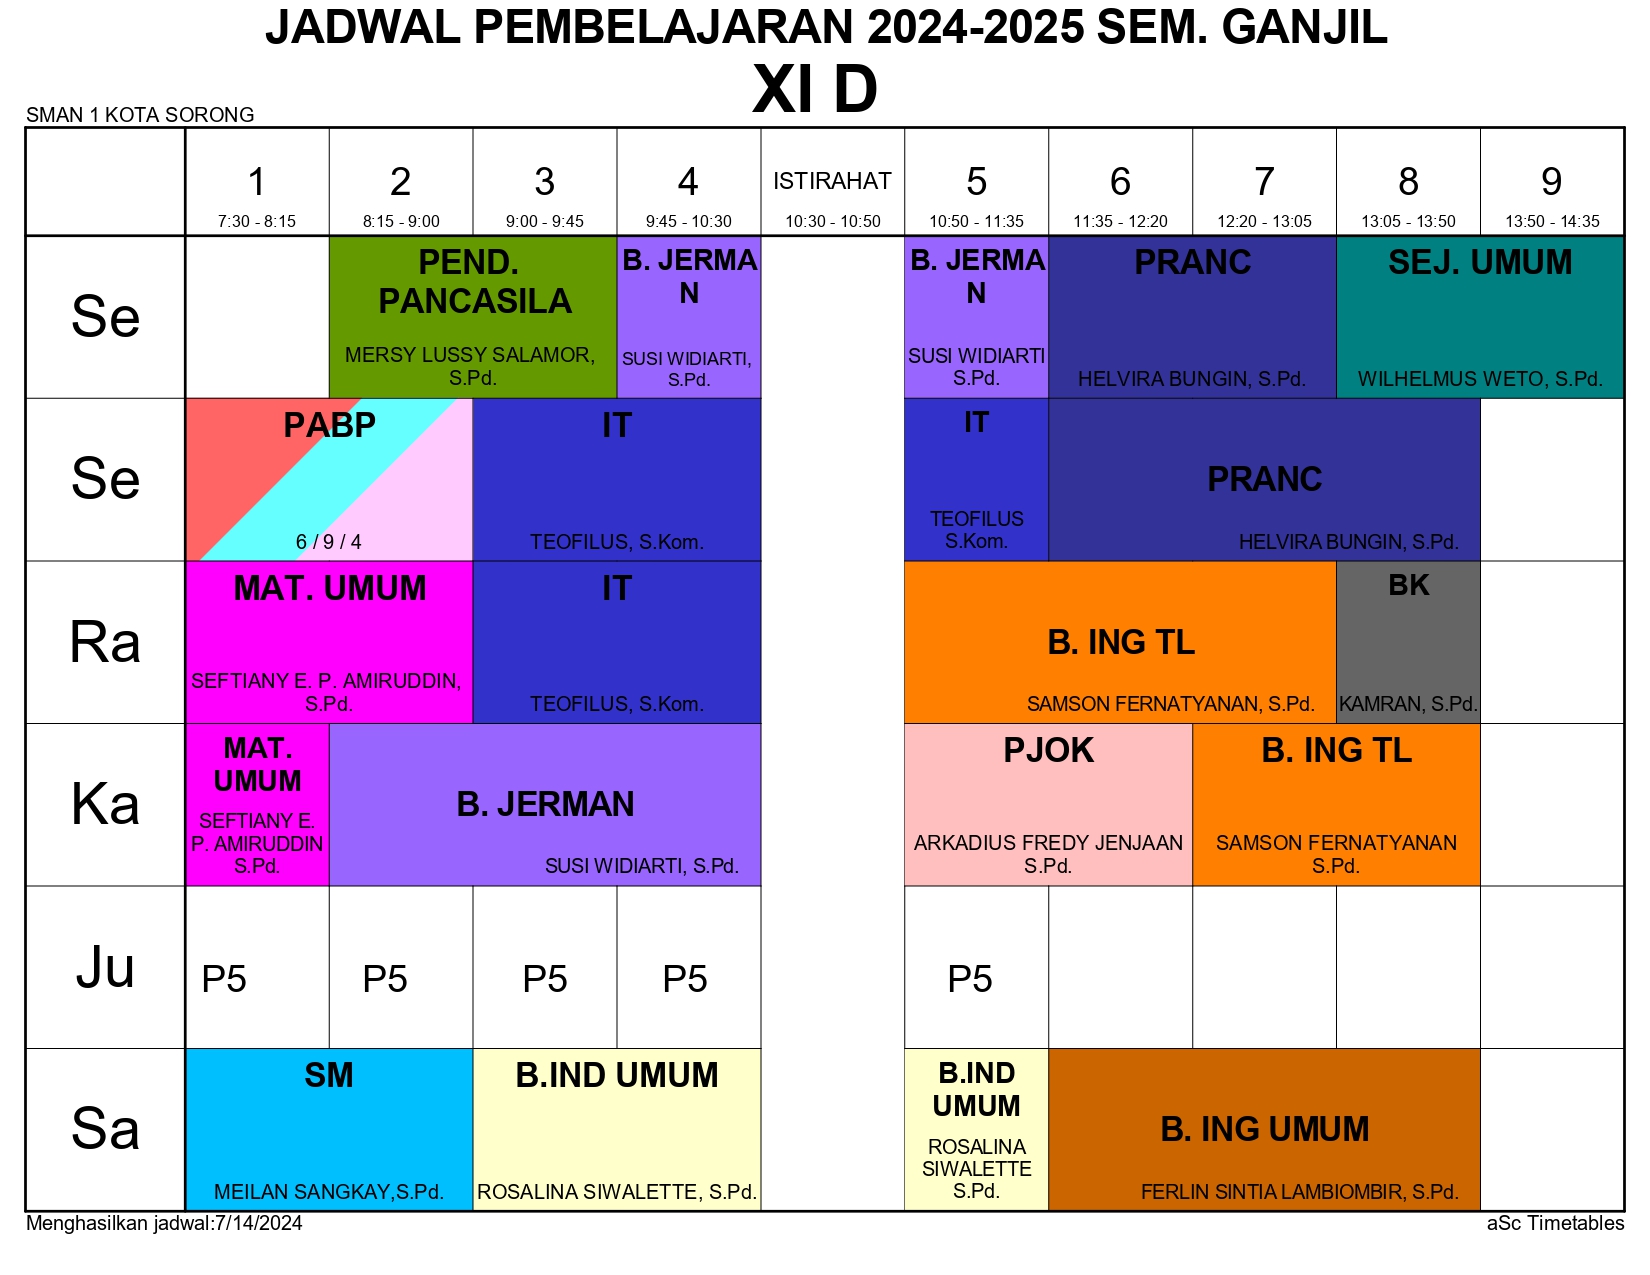 JADWAL PEMBELAJARAN 2024-2025 SEM. GANJIL
XI D
SMAN 1 KOTA SORONG
1 2 3 4 ISTIRAHAT 5 6 7 8 9
7:30 - 8:15 8:15 - 9:00 9:00 - 9:45 9:45 - 10:30 10:30 - 10:50 10:50 - 11:35 11:35 - 12:20 12:20 - 13:05 13:05 - 13:50 13:50 - 14:35
Se
PEND.
PANCASILA
MERSY LUSSY SALAMOR,
S.Pd.
B. JERMA
N
SUSI WIDIARTI,
S.Pd.
B. JERMA
N
SUSI WIDIARTI
S.Pd.
PRANC
HELVIRA BUNGIN, S.Pd.
SEJ. UMUM
WILHELMUS WETO, S.Pd.
Se
PABP
6 / 9 / 4
IT
TEOFILUS, S.Kom.
IT
TEOFILUS
S.Kom.
PRANC
HELVIRA BUNGIN, S.Pd.
Ra
MAT. UMUM
SEFTIANY E. P. AMIRUDDIN,
S.Pd.
IT
TEOFILUS, S.Kom.
B. ING TL
SAMSON FERNATYANAN, S.Pd.
BK
KAMRAN, S.Pd.
Ka
MAT.
UMUM
SEFTIANY E.
P. AMIRUDDIN
S.Pd.
B. JERMAN
SUSI WIDIARTI, S.Pd.
PJOK
ARKADIUS FREDY JENJAAN
S.Pd.
B. ING TL
SAMSON FERNATYANAN
S.Pd.
Ju
P5 P5 P5 P5 P5
Sa
SM
MEILAN SANGKAY,S.Pd.
B.IND UMUM
ROSALINA SIWALETTE, S.Pd.
B.IND
UMUM
ROSALINA
SIWALETTE
S.Pd.
B. ING UMUM
FERLIN SINTIA LAMBIOMBIR, S.Pd.
Menghasilkan jadwal:7/14/2024
aSc Timetables